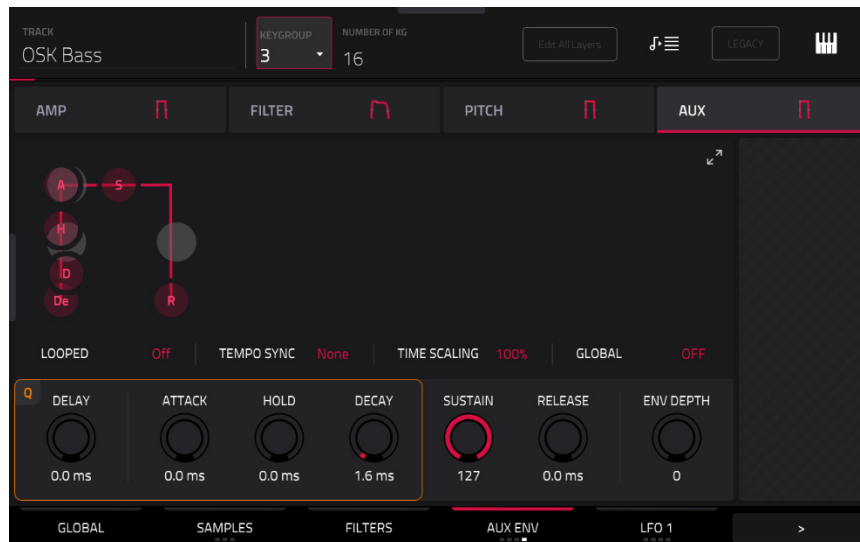 TRACK
OSK Bass
KEYGROUP
3
NUMBER OF KG
16
Edit All Layers
LEGACY
AMP
FILTER
PITCH
AUX
A
S
H
D
De
R
LOOPED Off TEMPO SYNC None TIME SCALING 100% GLOBAL OFF
Q
DELAY ATTACK HOLD DECAY SUSTAIN RELEASE ENV DEPTH
0.0 ms 0.0 ms 0.0 ms 1.6 ms 127 0.0 ms 0
GLOBAL SAMPLES FILTERS AUX ENV LFO 1 >